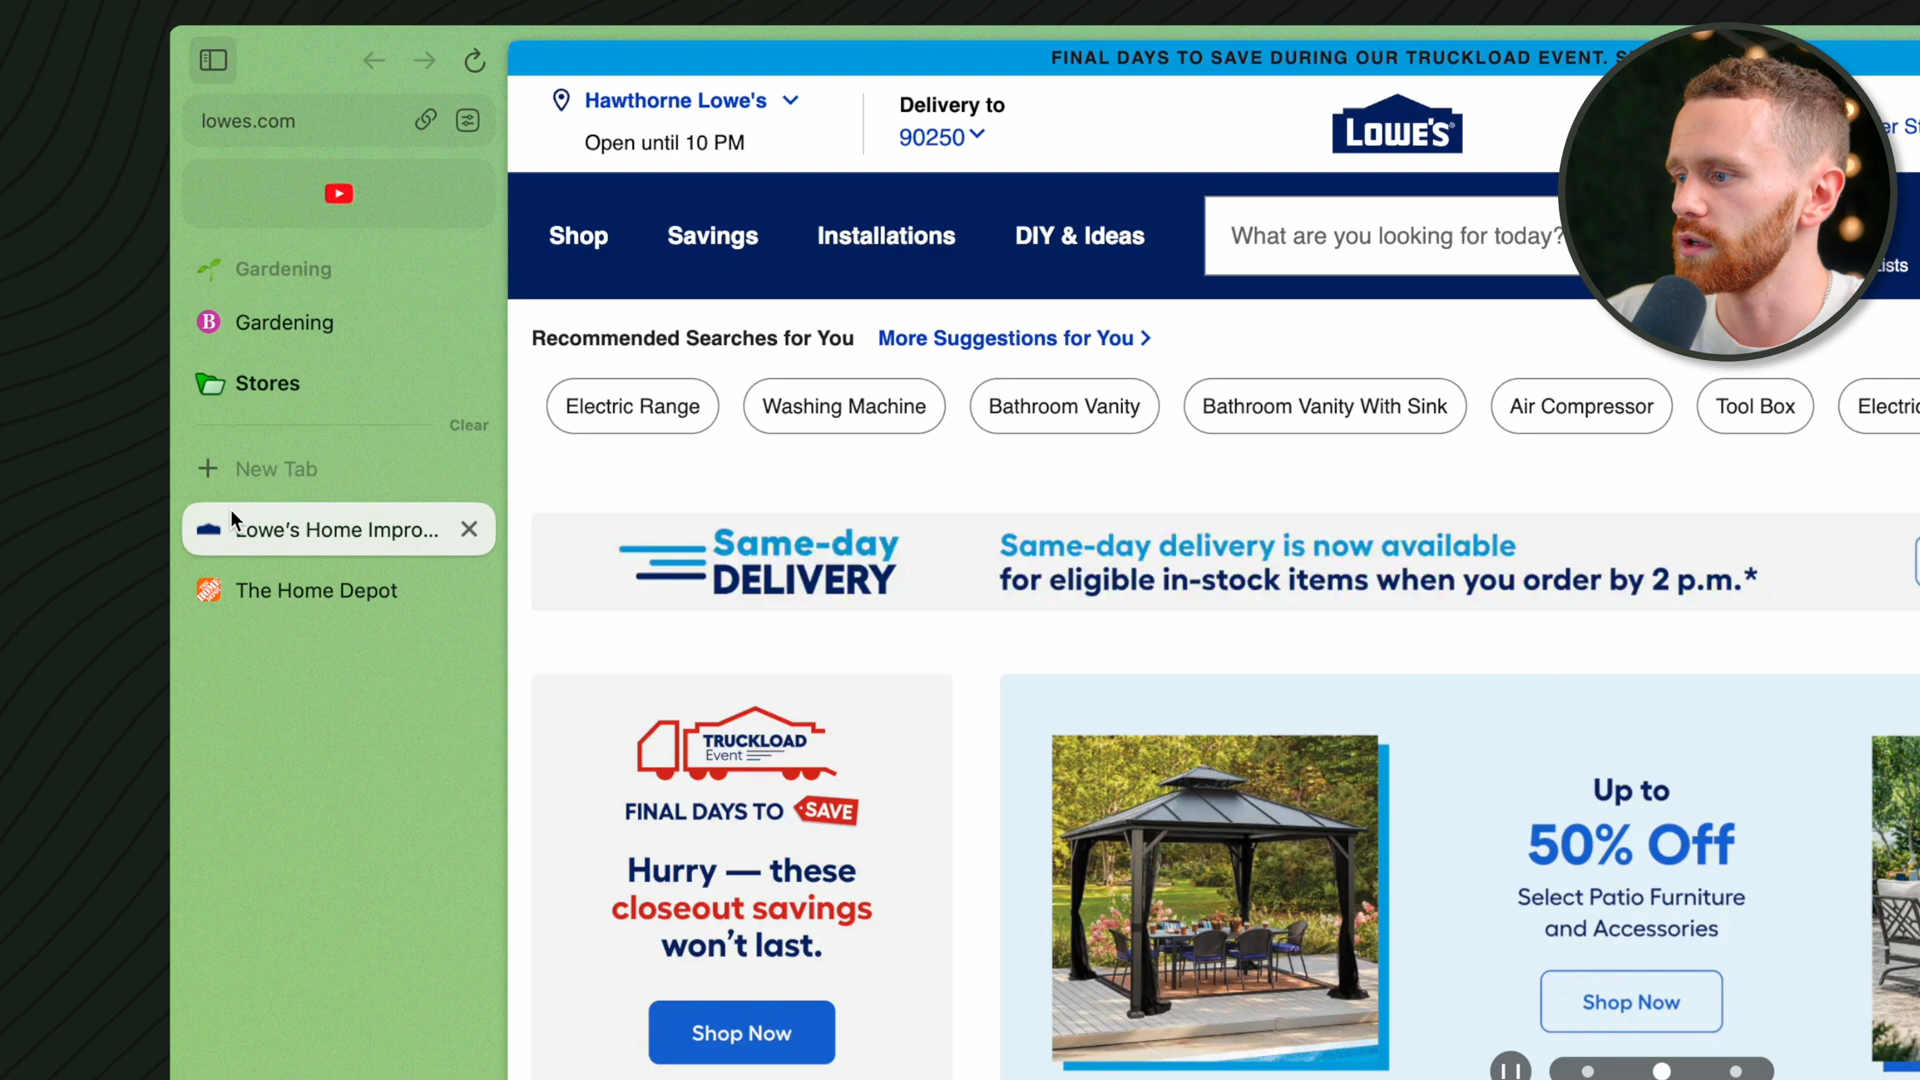 lowes.com
Gardening
B
Gardening
Stores
Clear
New Tab
Lowe's Home Impro...
The Home Depot
FINAL DAYS TO SAVE DURING OUR TRUCKLOAD EVENT.
Hawthorne Lowe's
Open until 10 PM
Delivery to
90250
LOWE'S
Shop
Savings
Installations
DIY & Ideas
What are you looking for today?
Recommended Searches for You
More Suggestions for You >
Electric Range
Washing Machine
Bathroom Vanity
Bathroom Vanity With Sink
Air Compressor
Tool Box
Same-day
DELIVERY
Same-day delivery is now available
for eligible in-stock items when you order by 2 p.m.*
TRUCKLOAD
Event
FINAL DAYS TO SAVE
Hurry — these
closeout savings
won't last.
Shop Now
Up to
50% Off
Select Patio Furniture
and Accessories
Shop Now